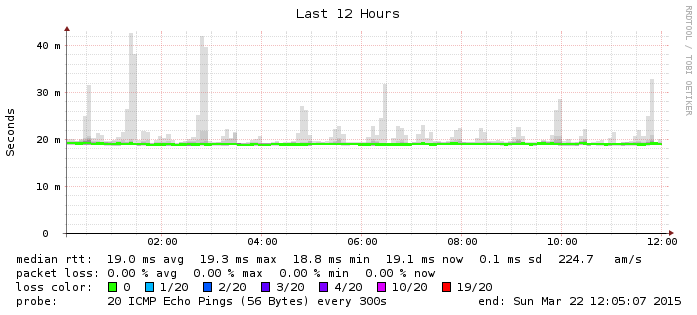 Last 12 Hours
RRDTOOL / TOBI OETIKER
Seconds
40 m
30 m
20 m
10 m
0
02:00 04:00 06:00 08:00 10:00 12:00
median rtt: 19.0 ms avg 19.3 ms max 18.8 ms min 19.1 ms now 0.1 ms sd 224.7 am/s
packet loss: 0.00 % avg 0.00 % max 0.00 % min 0.00 % now
loss color: 0 1/20 2/20 3/20 4/20 10/20 19/20
probe: 20 ICMP Echo Pings (56 Bytes) every 300s end: Sun Mar 22 12:05:07 2015